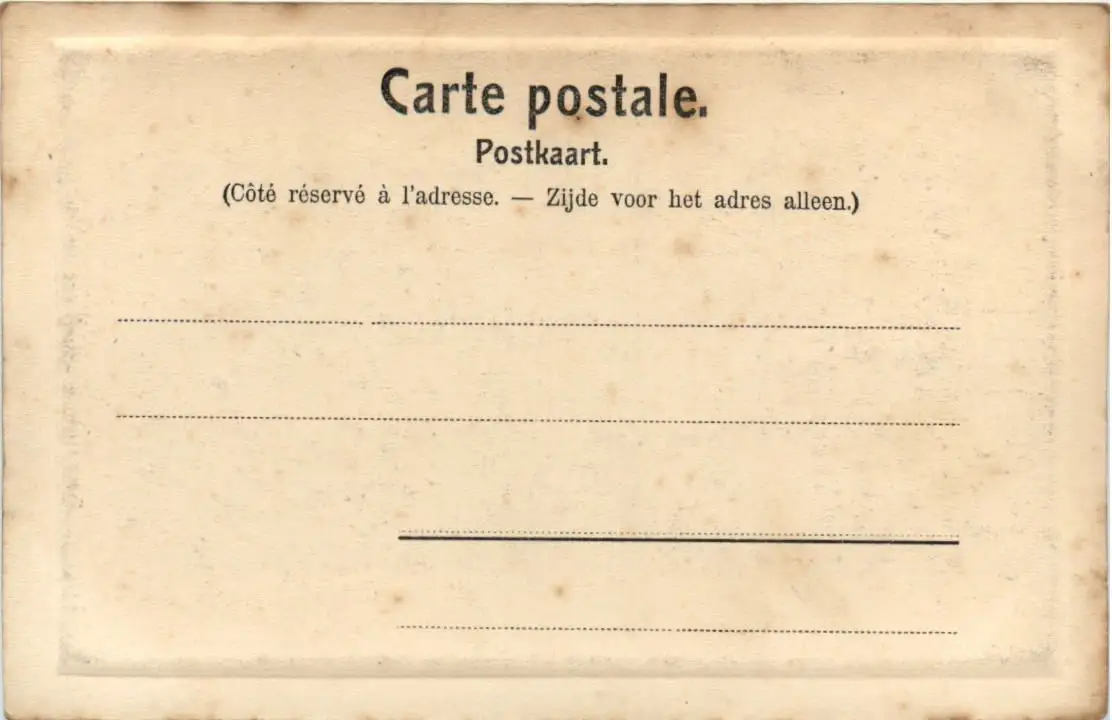 Carte postale.
Postkaart.
(Côté réservé à l'adresse. — Zijde voor het adres alleen.)